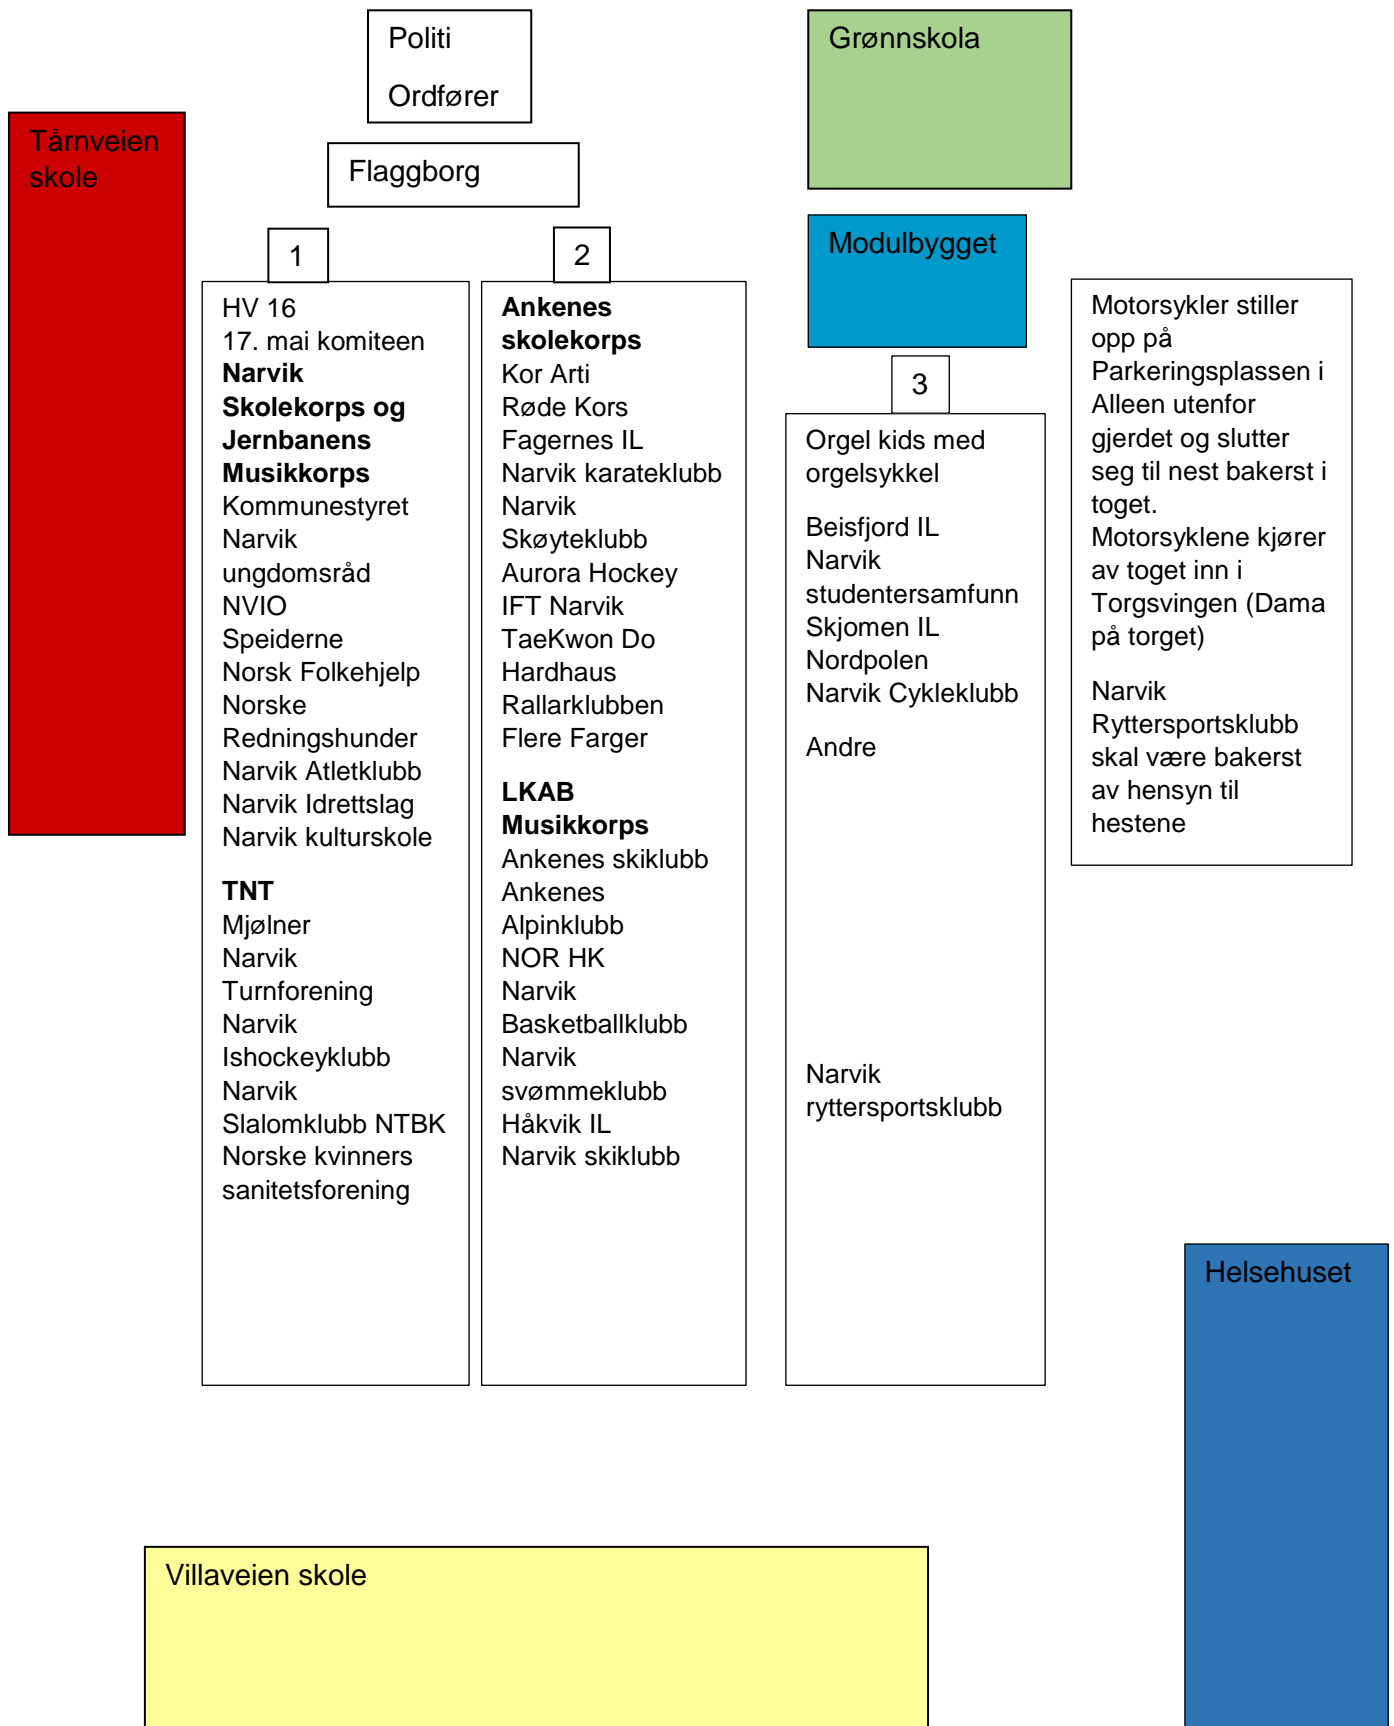 Politi
Ordfører
Grønnskola
Tårnveien
skole
Flaggborg
Modulbygget
1
HV 16
17. mai komiteen
Narvik
Skolekorps og
Jernbanens
Musikkorps
Kommunestyret
Narvik
ungdomsråd
NVIO
Speiderne
Norsk Folkehjelp
Norske
Redningshunder
Narvik Atletklubb
Narvik Idrettslag
Narvik kulturskole
TNT
Mjølner
Narvik
Turnforening
Narvik
Ishockeyklubb
Narvik
Slalomklubb NTBK
Norske kvinners
sanitetsforening
2
Ankenes
skolekorps
Kor Arti
Røde Kors
Fagernes IL
Narvik karateklubb
Narvik
Skøyteklubb
Aurora Hockey
IFT Narvik
TaeKwon Do
Hardhaus
Rallarklubben
Flere Farger
LKAB
Musikkorps
Ankenes skiklubb
Ankenes
Alpinklubb
NOR HK
Narvik
Basketballklubb
Narvik
svømmeklubb
Håkvik IL
Narvik skiklubb
3
Orgel kids med
orgelsykkel
Beisfjord IL
Narvik
studentersamfunn
Skjomen IL
Nordpolen
Narvik Cykleklubb
Andre
Narvik
ryttersportsklubb
Motorsykler stiller
opp på
Parkeringsplassen i
Alleen utenfor
gjerdet og slutter
seg til nest bakerst i
toget.
Motorsyklene kjører
av toget inn i
Torgsvingen (Dama
på torget)
Narvik
Ryttersportsklubb
skal være bakerst
av hensyn til
hestene
Helsehuset
Villaveien skole